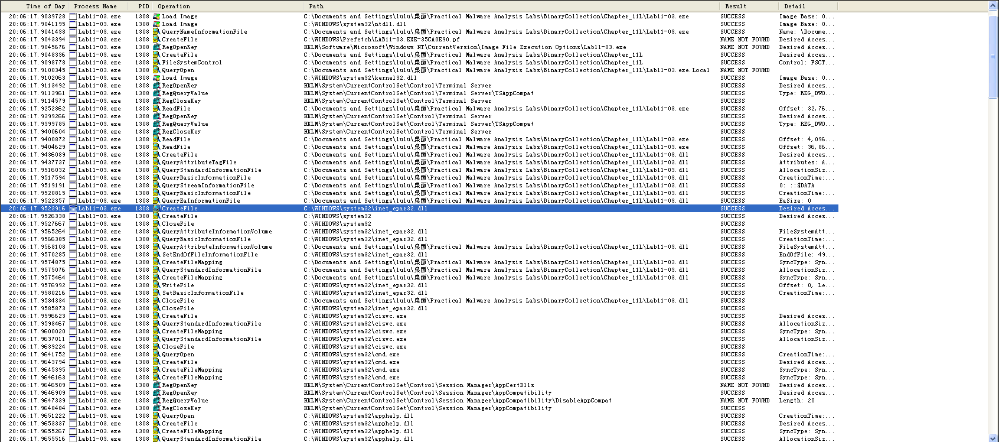 Time of Day Process Name PID Operation Path Result Detail
20:06:17.9039728 Lab11-03.exe 1308 Load Image C:\Documents and Settings\lulu\桌面\Practical Malware Analysis Labs\BinaryCollection\Chapter_11L\Lab11-03.exe SUCCESS Image Base: 0...
20:06:17.9041195 Lab11-03.exe 1308 Load Image C:\WINDOWS\system32\ntdll.dll SUCCESS Image Base: 0...
20:06:17.9041438 Lab11-03.exe 1308 QueryNameInformationFile C:\Documents and Settings\lulu\桌面\Practical Malware Analysis Labs\BinaryCollection\Chapter_11L\Lab11-03.exe SUCCESS Name: \Docume...
20:06:17.9043394 Lab11-03.exe 1308 CreateFile C:\WINDOWS\Prefetch\LAB11-03.EXE-35CA0E90.pf NAME NOT FOUND Desired Acces...
20:06:17.9045676 Lab11-03.exe 1308 RegOpenKey HKLM\Software\Microsoft\Windows NT\CurrentVersion\Image File Execution Options\Lab11-03.exe NAME NOT FOUND Desired Acces...
20:06:17.9048336 Lab11-03.exe 1308 CreateFile C:\Documents and Settings\lulu\桌面\Practical Malware Analysis Labs\BinaryCollection\Chapter_11L SUCCESS Desired Acces...
20:06:17.9098778 Lab11-03.exe 1308 FileSystemControl C:\Documents and Settings\lulu\桌面\Practical Malware Analysis Labs\BinaryCollection\Chapter_11L SUCCESS Control: FSCT...
20:06:17.9100345 Lab11-03.exe 1308 QueryOpen C:\Documents and Settings\lulu\桌面\Practical Malware Analysis Labs\BinaryCollection\Chapter_11L\Lab11-03.exe.Local NAME NOT FOUND
20:06:17.9102063 Lab11-03.exe 1308 Load Image C:\WINDOWS\system32\kernel32.dll SUCCESS Image Base: 0...
20:06:17.9113492 Lab11-03.exe 1308 RegOpenKey HKLM\System\CurrentControlSet\Control\Terminal Server SUCCESS Desired Acces...
20:06:17.9113961 Lab11-03.exe 1308 RegQueryValue HKLM\System\CurrentControlSet\Control\Terminal Server\TSAppCompat SUCCESS Type: REG_DWO...
20:06:17.9114579 Lab11-03.exe 1308 RegCloseKey HKLM\System\CurrentControlSet\Control\Terminal Server SUCCESS
20:06:17.9252862 Lab11-03.exe 1308 ReadFile C:\Documents and Settings\lulu\桌面\Practical Malware Analysis Labs\BinaryCollection\Chapter_11L\Lab11-03.exe SUCCESS Offset: 32,76...
20:06:17.9399266 Lab11-03.exe 1308 RegOpenKey HKLM\System\CurrentControlSet\Control\Terminal Server SUCCESS Desired Acces...
20:06:17.9399785 Lab11-03.exe 1308 RegQueryValue HKLM\System\CurrentControlSet\Control\Terminal Server\TSAppCompat SUCCESS Type: REG_DWO...
20:06:17.9400604 Lab11-03.exe 1308 RegCloseKey HKLM\System\CurrentControlSet\Control\Terminal Server SUCCESS
20:06:17.9400872 Lab11-03.exe 1308 ReadFile C:\Documents and Settings\lulu\桌面\Practical Malware Analysis Labs\BinaryCollection\Chapter_11L\Lab11-03.exe SUCCESS Offset: 4,096...
20:06:17.9404629 Lab11-03.exe 1308 ReadFile C:\Documents and Settings\lulu\桌面\Practical Malware Analysis Labs\BinaryCollection\Chapter_11L\Lab11-03.exe SUCCESS Offset: 36,86...
20:06:17.9436089 Lab11-03.exe 1308 CreateFile C:\Documents and Settings\lulu\桌面\Practical Malware Analysis Labs\BinaryCollection\Chapter_11L\Lab11-03.dll SUCCESS Desired Acces...
20:06:17.9437737 Lab11-03.exe 1308 QueryAttributeTagFile C:\Documents and Settings\lulu\桌面\Practical Malware Analysis Labs\BinaryCollection\Chapter_11L\Lab11-03.dll SUCCESS Attributes: A...
20:06:17.9516032 Lab11-03.exe 1308 QueryStandardInformationFile C:\Documents and Settings\lulu\桌面\Practical Malware Analysis Labs\BinaryCollection\Chapter_11L\Lab11-03.dll SUCCESS AllocationSiz...
20:06:17.9517594 Lab11-03.exe 1308 QueryBasicInformationFile C:\Documents and Settings\lulu\桌面\Practical Malware Analysis Labs\BinaryCollection\Chapter_11L\Lab11-03.dll SUCCESS CreationTime:...
20:06:17.9519191 Lab11-03.exe 1308 QueryStreamInformationFile C:\Documents and Settings\lulu\桌面\Practical Malware Analysis Labs\BinaryCollection\Chapter_11L\Lab11-03.dll SUCCESS 0: ::$DATA
20:06:17.9520815 Lab11-03.exe 1308 QueryBasicInformationFile C:\Documents and Settings\lulu\桌面\Practical Malware Analysis Labs\BinaryCollection\Chapter_11L\Lab11-03.dll SUCCESS CreationTime:...
20:06:17.9522357 Lab11-03.exe 1308 QueryEaInformationFile C:\Documents and Settings\lulu\桌面\Practical Malware Analysis Labs\BinaryCollection\Chapter_11L\Lab11-03.dll SUCCESS EaSize: 0
20:06:17.9523916 Lab11-03.exe 1308 CreateFile C:\WINDOWS\system32\inet_epar32.dll SUCCESS Desired Acces...
20:06:17.9526338 Lab11-03.exe 1308 CreateFile C:\WINDOWS\system32 SUCCESS Desired Acces...
20:06:17.9527667 Lab11-03.exe 1308 CloseFile C:\WINDOWS\system32 SUCCESS
20:06:17.9565264 Lab11-03.exe 1308 QueryAttributeInformationVolume C:\WINDOWS\system32\inet_epar32.dll SUCCESS FileSystemAtt...
20:06:17.9566385 Lab11-03.exe 1308 QueryBasicInformationFile C:\WINDOWS\system32\inet_epar32.dll SUCCESS CreationTime:...
20:06:17.9568108 Lab11-03.exe 1308 QueryAttributeInformationVolume C:\Documents and Settings\lulu\桌面\Practical Malware Analysis Labs\BinaryCollection\Chapter_11L\Lab11-03.dll SUCCESS FileSystemAtt...
20:06:17.9570285 Lab11-03.exe 1308 SetEndOfFileInformationFile C:\WINDOWS\system32\inet_epar32.dll SUCCESS EndOfFile: 49...
20:06:17.9574875 Lab11-03.exe 1308 CreateFileMapping C:\Documents and Settings\lulu\桌面\Practical Malware Analysis Labs\BinaryCollection\Chapter_11L\Lab11-03.dll SUCCESS SyncType: Syn...
20:06:17.9575076 Lab11-03.exe 1308 QueryStandardInformationFile C:\Documents and Settings\lulu\桌面\Practical Malware Analysis Labs\BinaryCollection\Chapter_11L\Lab11-03.dll SUCCESS AllocationSiz...
20:06:17.9575464 Lab11-03.exe 1308 CreateFileMapping C:\Documents and Settings\lulu\桌面\Practical Malware Analysis Labs\BinaryCollection\Chapter_11L\Lab11-03.dll SUCCESS SyncType: Syn...
20:06:17.9576992 Lab11-03.exe 1308 WriteFile C:\WINDOWS\system32\inet_epar32.dll SUCCESS Offset: 0, Le...
20:06:17.9580216 Lab11-03.exe 1308 SetBasicInformationFile C:\WINDOWS\system32\inet_epar32.dll SUCCESS CreationTime:...
20:06:17.9584334 Lab11-03.exe 1308 CloseFile C:\Documents and Settings\lulu\桌面\Practical Malware Analysis Labs\BinaryCollection\Chapter_11L\Lab11-03.dll SUCCESS
20:06:17.9585873 Lab11-03.exe 1308 CloseFile C:\WINDOWS\system32\inet_epar32.dll SUCCESS
20:06:17.9596623 Lab11-03.exe 1308 CreateFile C:\WINDOWS\system32\cisvc.exe SUCCESS Desired Acces...
20:06:17.9598467 Lab11-03.exe 1308 QueryStandardInformationFile C:\WINDOWS\system32\cisvc.exe SUCCESS AllocationSiz...
20:06:17.9600020 Lab11-03.exe 1308 CreateFileMapping C:\WINDOWS\system32\cisvc.exe SUCCESS SyncType: Syn...
20:06:17.9637011 Lab11-03.exe 1308 QueryStandardInformationFile C:\WINDOWS\system32\cisvc.exe SUCCESS AllocationSiz...
20:06:17.9639224 Lab11-03.exe 1308 CloseFile C:\WINDOWS\system32\cisvc.exe SUCCESS
20:06:17.9641752 Lab11-03.exe 1308 QueryOpen C:\WINDOWS\system32\cmd.exe SUCCESS CreationTime:...
20:06:17.9643794 Lab11-03.exe 1308 CreateFile C:\WINDOWS\system32\cmd.exe SUCCESS Desired Acces...
20:06:17.9645395 Lab11-03.exe 1308 CreateFileMapping C:\WINDOWS\system32\cmd.exe SUCCESS SyncType: Syn...
20:06:17.9646163 Lab11-03.exe 1308 CreateFileMapping C:\WINDOWS\system32\cmd.exe SUCCESS SyncType: Syn...
20:06:17.9646509 Lab11-03.exe 1308 RegOpenKey HKLM\System\CurrentControlSet\Control\Session Manager\AppCertDlls NAME NOT FOUND Desired Acces...
20:06:17.9646909 Lab11-03.exe 1308 RegOpenKey HKLM\System\CurrentControlSet\Control\Session Manager\AppCompatibility SUCCESS Desired Acces...
20:06:17.9647339 Lab11-03.exe 1308 RegQueryValue HKLM\System\CurrentControlSet\Control\Session Manager\AppCompatibility\DisableAppCompat NAME NOT FOUND Length: 20
20:06:17.9648484 Lab11-03.exe 1308 RegCloseKey HKLM\System\CurrentControlSet\Control\Session Manager\AppCompatibility SUCCESS
20:06:17.9651222 Lab11-03.exe 1308 QueryOpen C:\WINDOWS\system32\apphelp.dll SUCCESS CreationTime:...
20:06:17.9653337 Lab11-03.exe 1308 CreateFile C:\WINDOWS\system32\apphelp.dll SUCCESS Desired Acces...
20:06:17.9655267 Lab11-03.exe 1308 CreateFileMapping C:\WINDOWS\system32\apphelp.dll SUCCESS SyncType: Syn...
20:06:17.9655516 Lab11-03.exe 1308 QueryStandardInformationFile C:\WINDOWS\system32\apphelp.dll SUCCESS AllocationSiz...